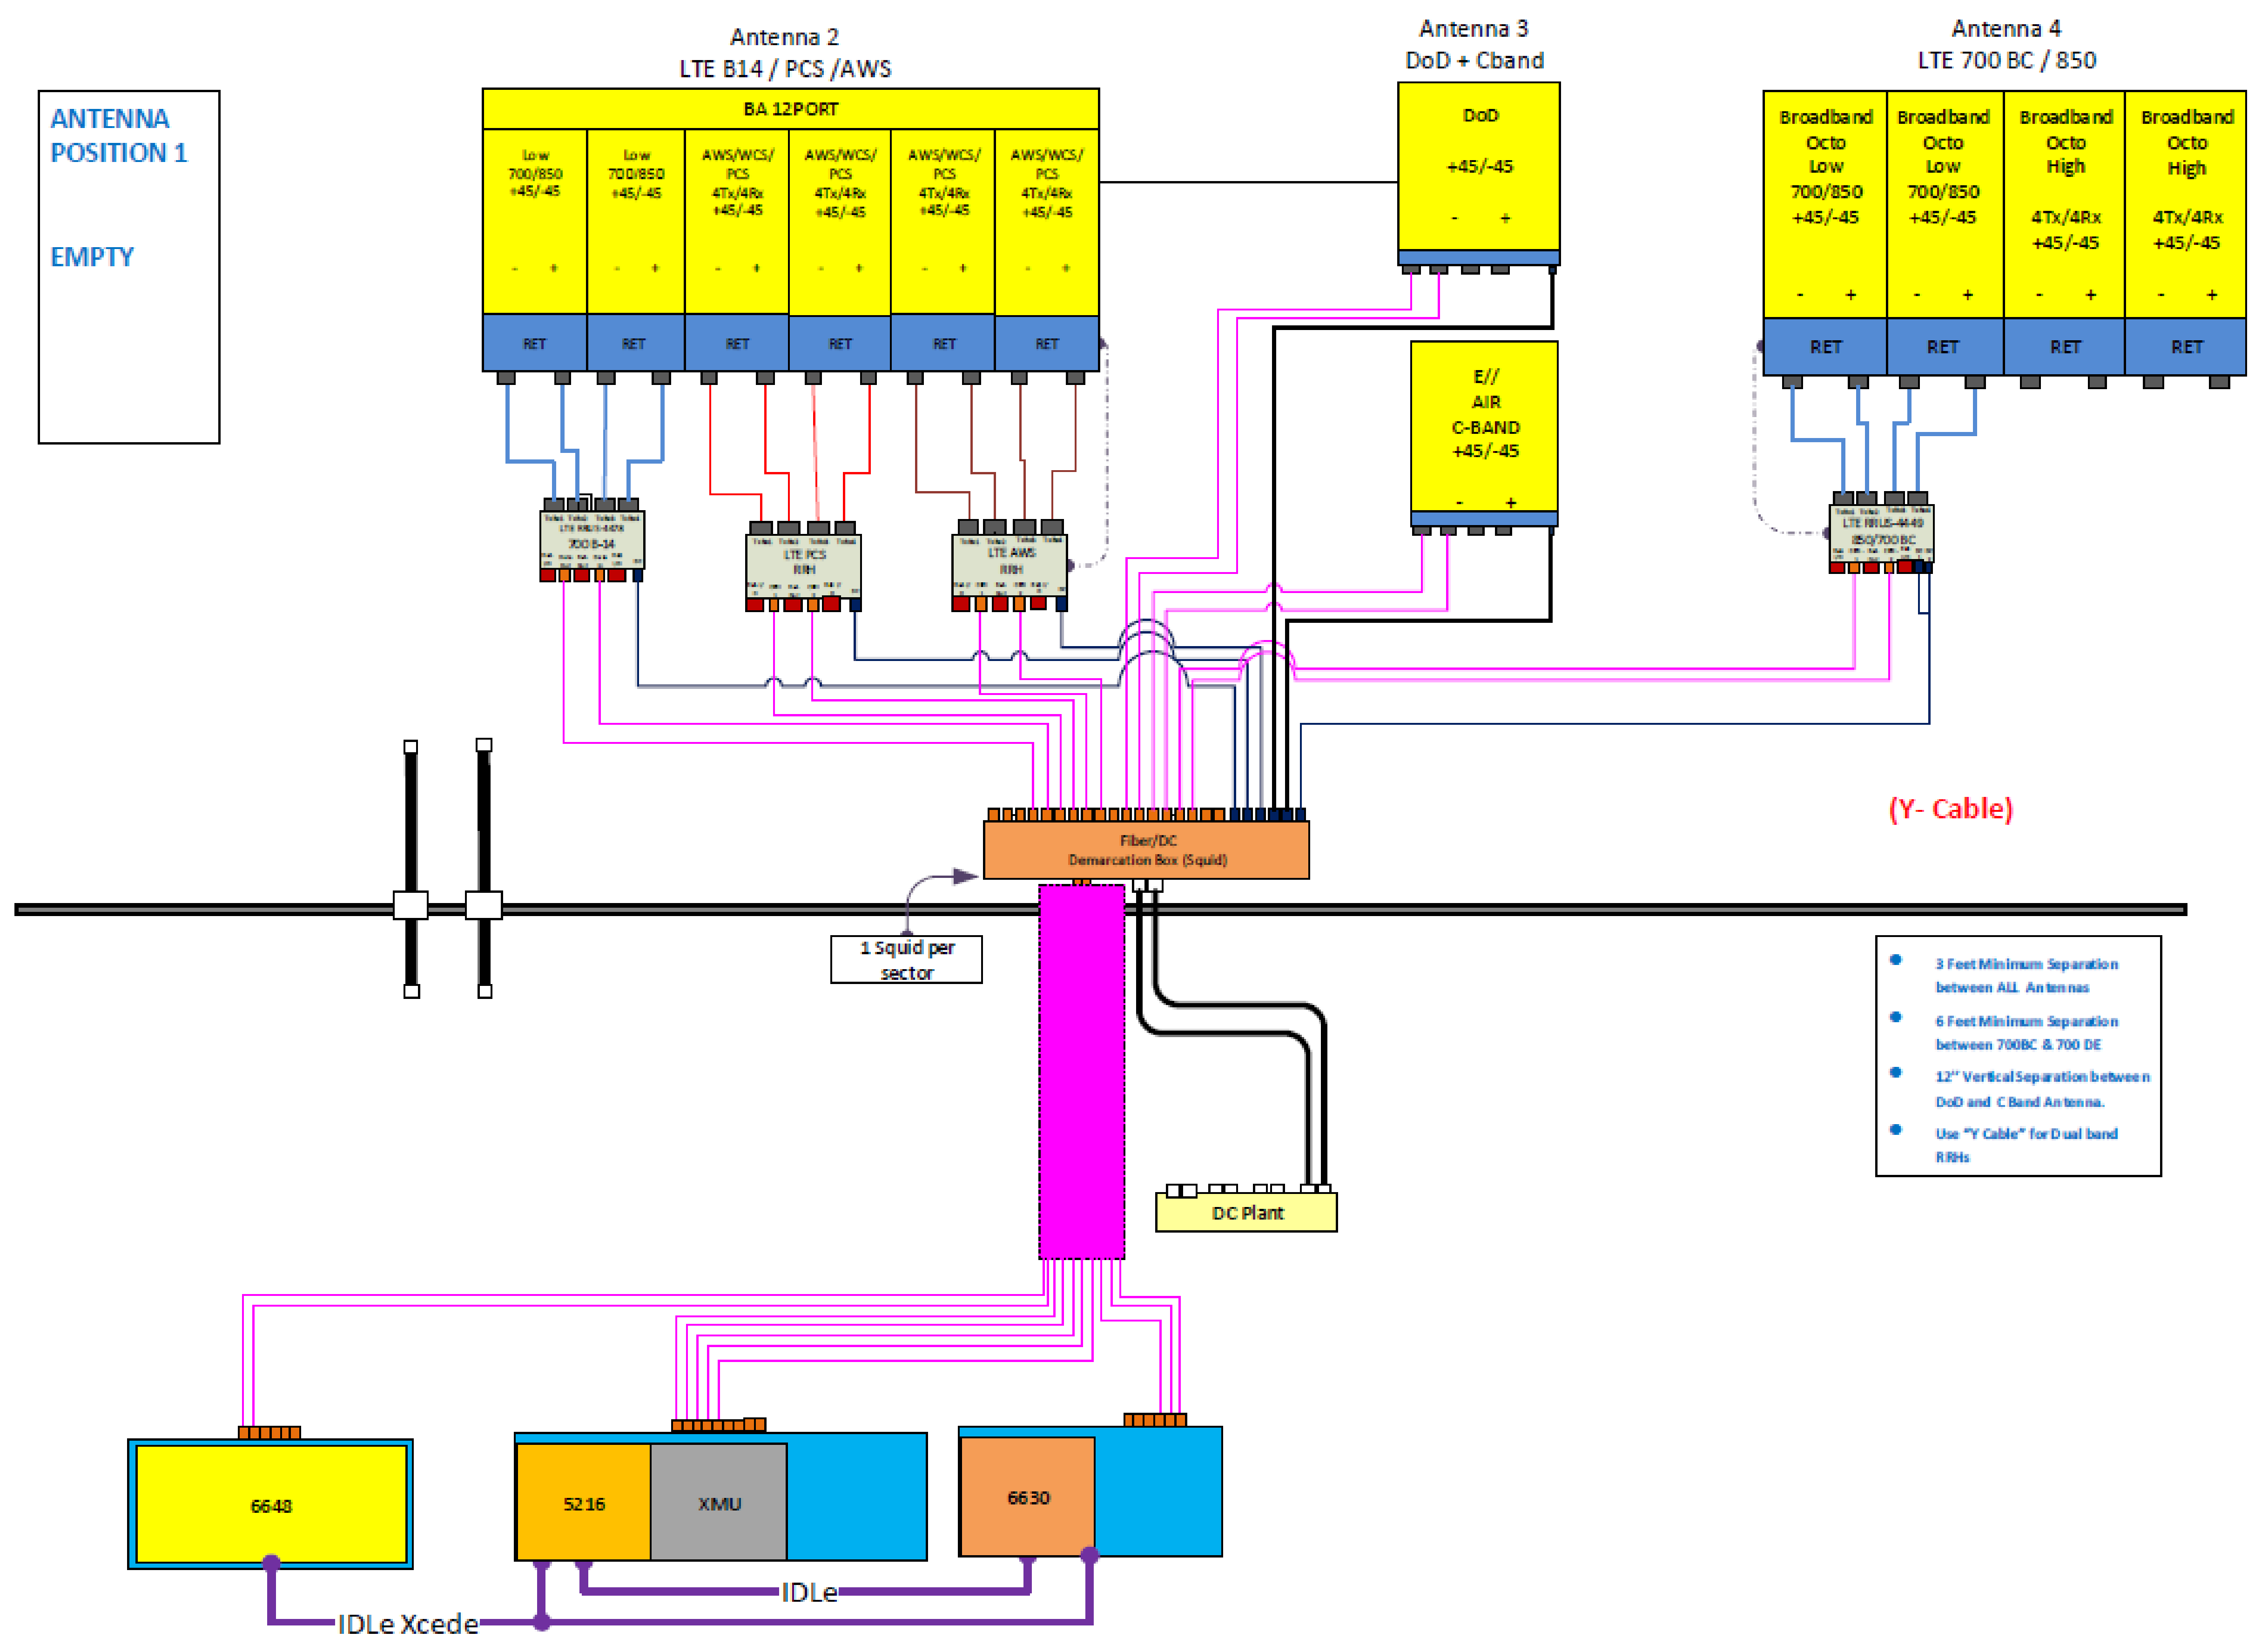 Antenna 2
LTE B14 / PCS /AWS
Antenna 3
DoD + Cband
Antenna 4
LTE 700 BC / 850
ANTENNA
POSITION 1
EMPTY
BA 12PORT
Low
700/850
+45/-45
- +
RET
Low
700/850
+45/-45
- +
RET
AWS/WCS/
PCS
4Tx/4Rx
+45/-45
- +
RET
AWS/WCS/
PCS
4Tx/4Rx
+45/-45
- +
RET
AWS/WCS/
PCS
4Tx/4Rx
+45/-45
- +
RET
AWS/WCS/
PCS
4Tx/4Rx
+45/-45
- +
RET
DoD
+45/-45
- +
E//
AIR
C-BAND
+45/-45
- +
Broadband
Octo
Low
700/850
+45/-45
- +
RET
Broadband
Octo
Low
700/850
+45/-45
- +
RET
Broadband
Octo
High
4Tx/4Rx
+45/-45
- +
RET
Broadband
Octo
High
4Tx/4Rx
+45/-45
- +
RET
LTE RRUS-4478
700 B-14
LTE PCS
RRH
LTE AWS
RRH
LTE RRUS-4449
850/700 BC
(Y- Cable)
Fiber/DC
Demarcation Box (Squid)
1 Squid per
sector
• 3 Feet Minimum Separation
between ALL Antennas
• 6 Feet Minimum Separation
between 700BC & 700 DE
• 12” Vertical Separation between
DoD and C Band Antenna.
• Use “Y Cable” for Dual band
RRHs
DC Plant
6648
5216
XMU
6630
IDLe
IDLe Xcede